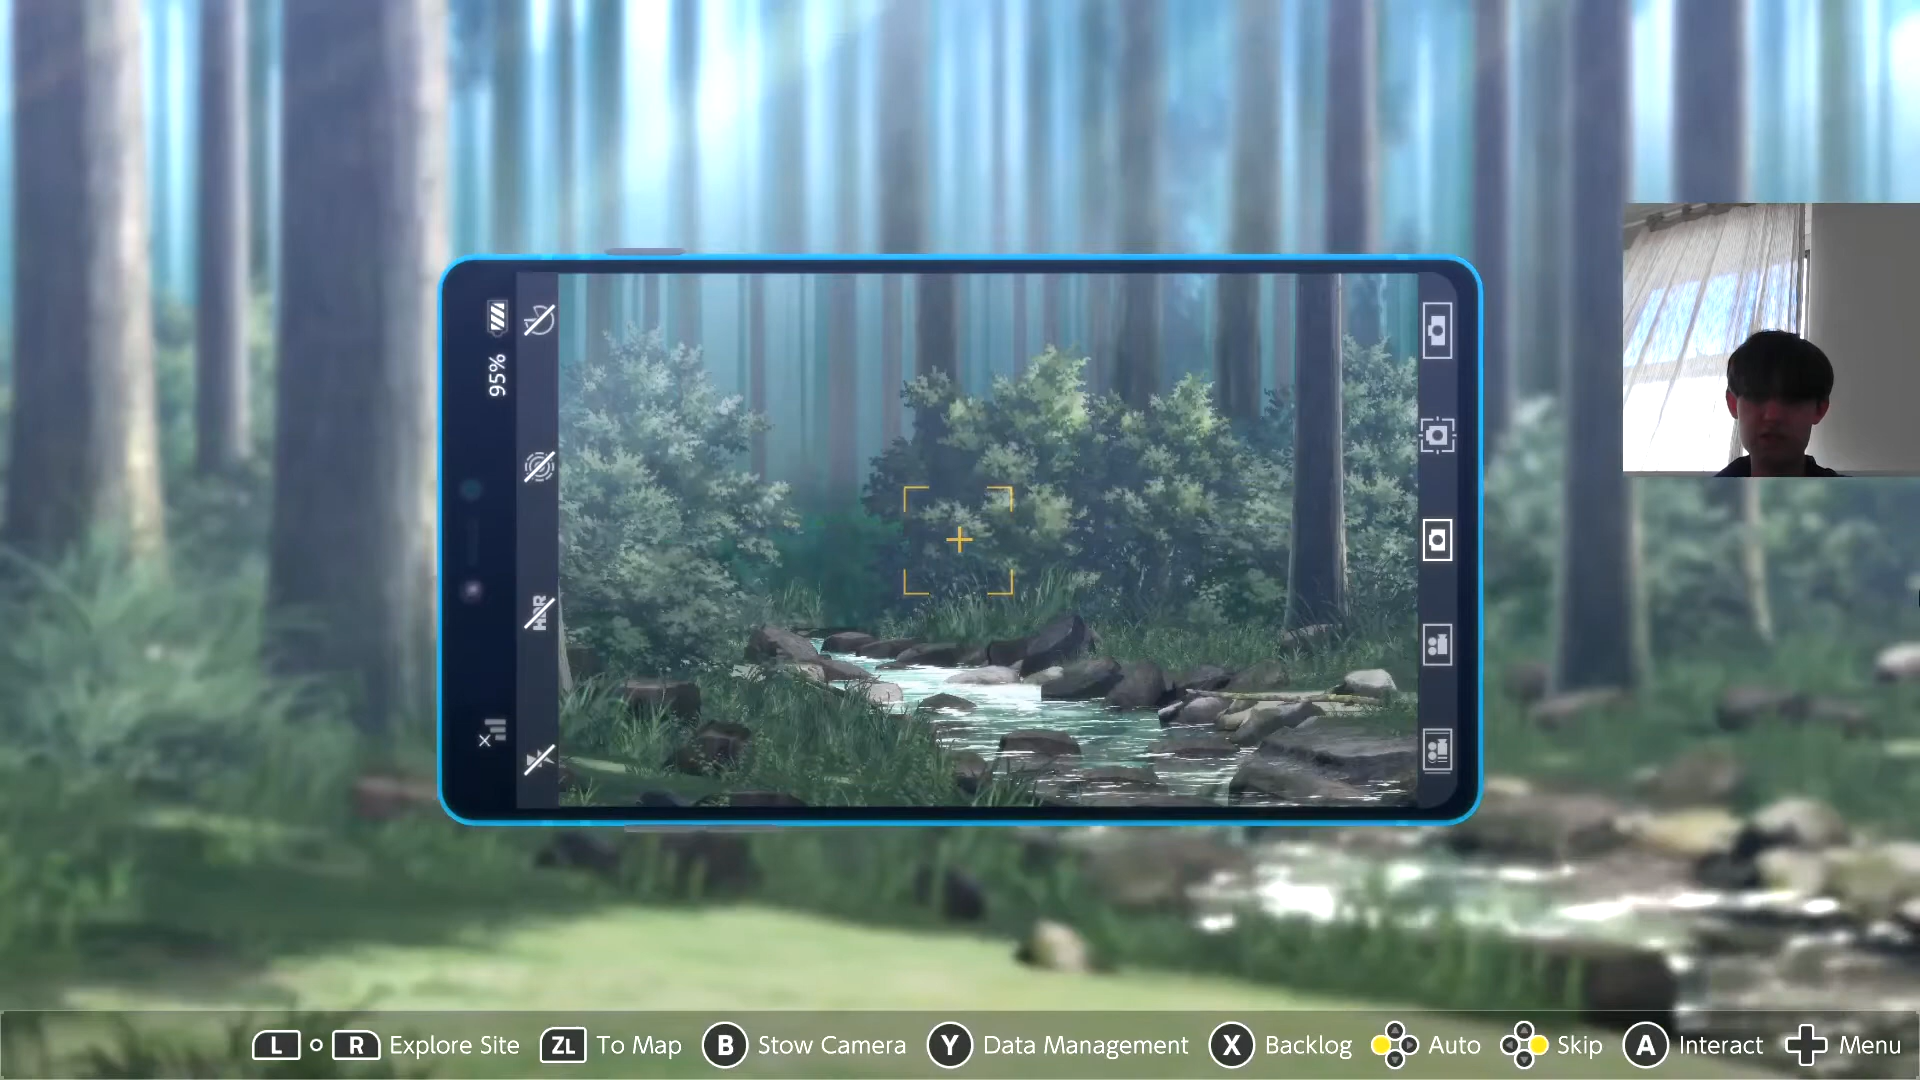 95%
HDR
L o R Explore Site ZL To Map B Stow Camera Y Data Management X Backlog Auto Skip A Interact Menu